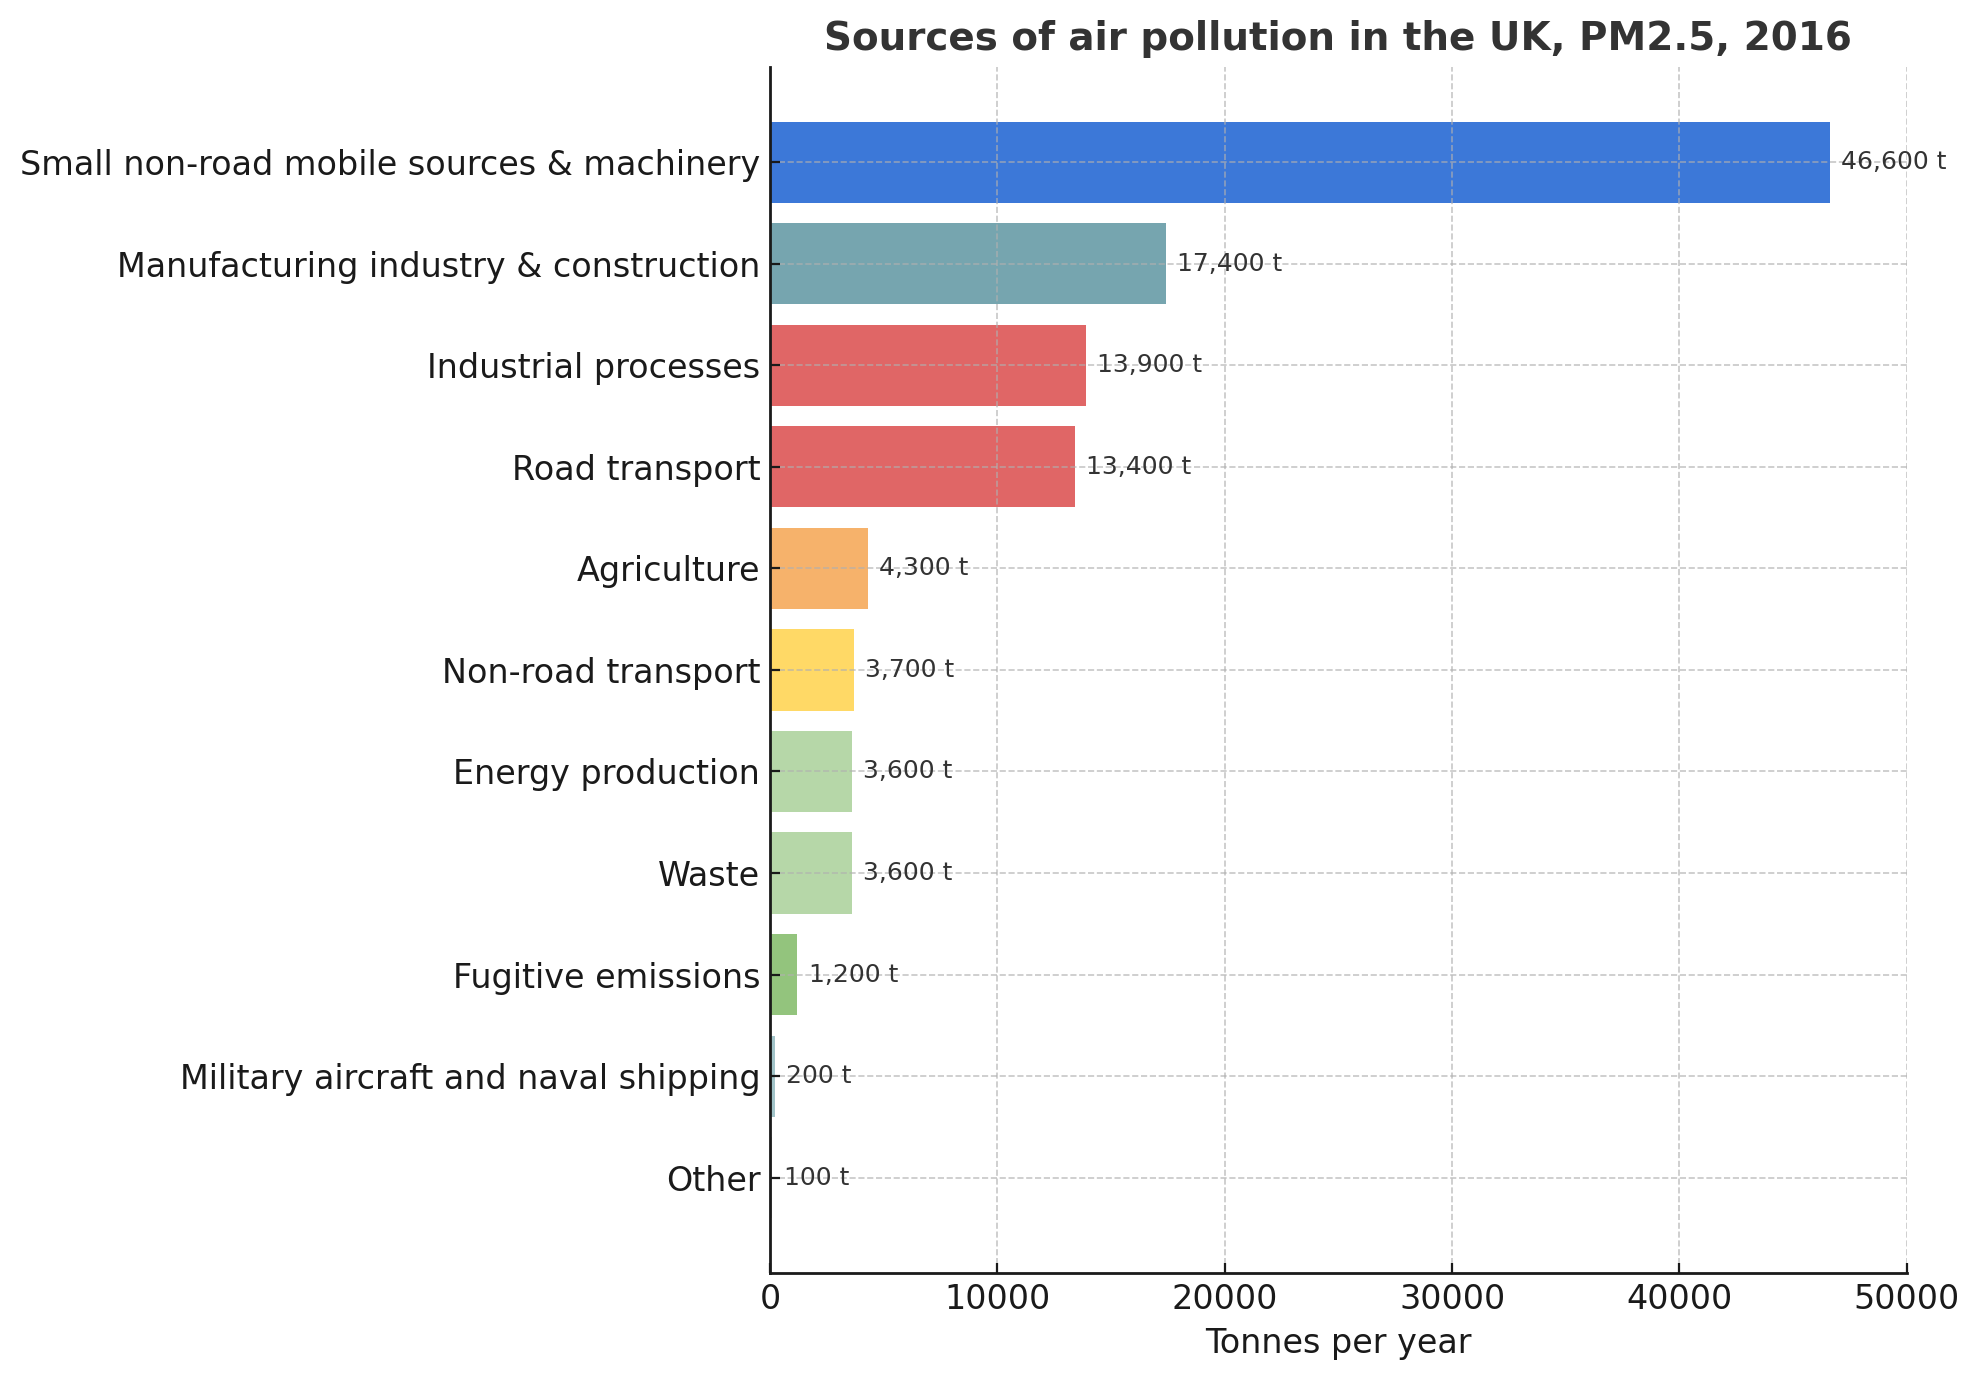 Sources of air pollution in the UK, PM2.5, 2016
Small non-road mobile sources & machinery 46,600 t
Manufacturing industry & construction 17,400 t
Industrial processes 13,900 t
Road transport 13,400 t
Agriculture 4,300 t
Non-road transport 3,700 t
Energy production 3,600 t
Waste 3,600 t
Fugitive emissions 1,200 t
Military aircraft and naval shipping 200 t
Other 100 t
0 10000 20000 30000 40000 50000
Tonnes per year